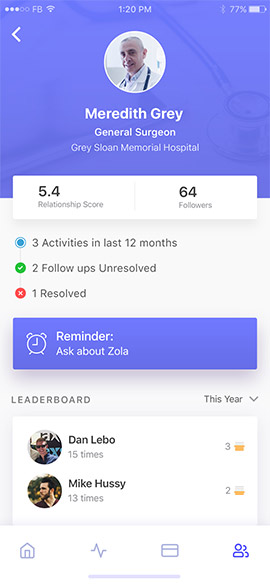 FB 1:20 PM 77%
Meredith Grey
General Surgeon
Grey Sloan Memorial Hospital
5.4 64
Relationship Score Followers
3 Activities in last 12 months
2 Follow ups Unresolved
1 Resolved
Reminder:
Ask about Zola
LEADERBOARD This Year
Dan Lebo
15 times 3
Mike Hussy
13 times 2